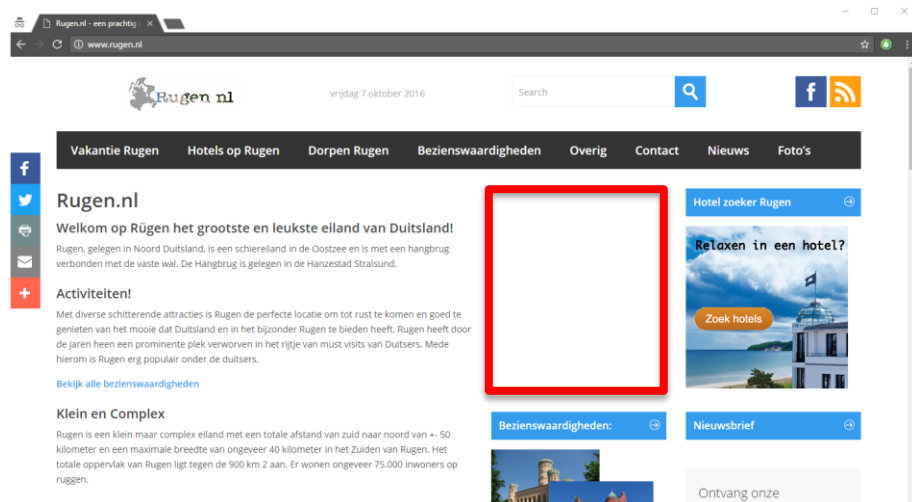 Rugen.nl - een prachtig
www.rugen.nl
Rugen nl
vrijdag 7 oktober 2016
Search
Vakantie Rugen Hotels op Rugen Dorpen Rugen Bezienswaardigheden Overig Contact Nieuws Foto's
Rugen.nl
Welkom op Rügen het grootste en leukste eiland van Duitsland!
Rugen, gelegen in Noord Duitsland, is een schiereiland in de Oostzee en is met een hangbrug
verbonden met de vaste wal. De Hangbrug is gelegen in de Hanzestad Stralsund.
Activiteiten!
Met diverse schitterende attracties is Rugen de perfecte locatie om tot rust te komen en goed te
genieten van het mooie dat Duitsland en in het bijzonder Rugen te bieden heeft. Rugen heeft door
de jaren heen een prominente plek verworven in het rijtje van must visits van Duitsers. Mede
hierom is Rugen erg populair onder de duitsers.
Bekijk alle bezienswaardigheden
Klein en Complex
Rugen is een klein maar complex eiland met een totale afstand van zuid naar noord van +- 50
kilometer en een maximale breedte van ongeveer 40 kilometer in het Zuiden van Rugen. Het
totale oppervlak van Rugen ligt tegen de 900 km 2 aan. Er wonen ongeveer 75.000 inwoners op
ruggen.
Bezienswaardigheden:
Hotel zoeker Rugen
Relaxen in een hotel?
Zoek hotels
Nieuwsbrief
Ontvang onze